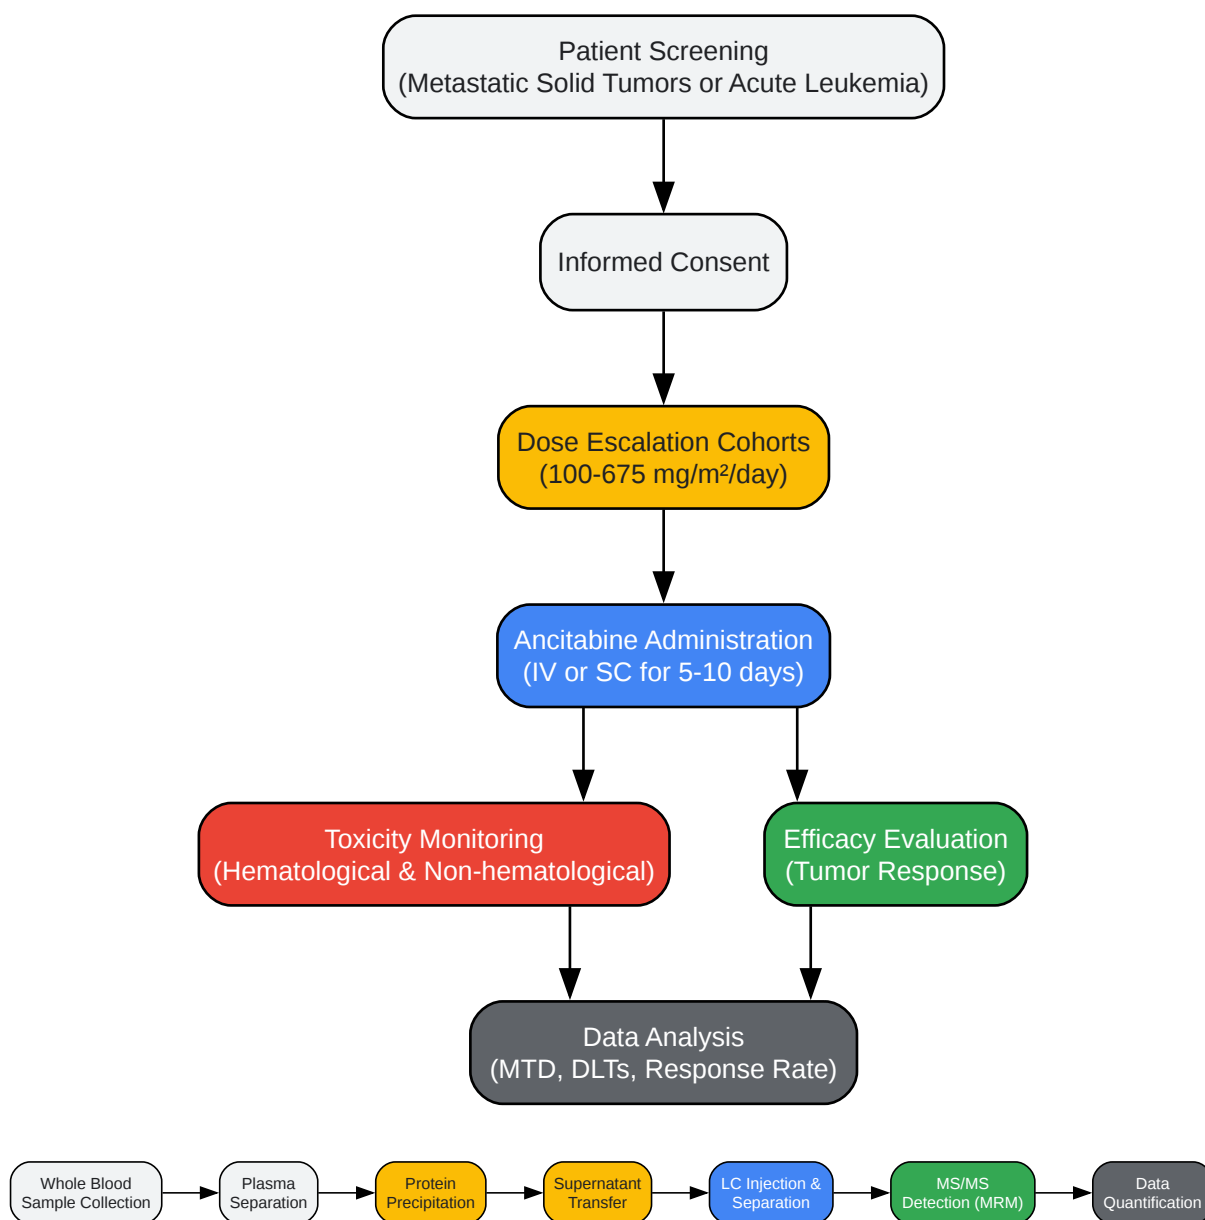 Patient Screening
(Metastatic Solid Tumors or Acute Leukemia)
Informed Consent
Dose Escalation Cohorts
(100-675 mg/m²/day)
Ancitabine Administration
(IV or SC for 5-10 days)
Toxicity Monitoring
(Hematological & Non-hematological)
Efficacy Evaluation
(Tumor Response)
Data Analysis
(MTD, DLTs, Response Rate)
Whole Blood
Sample Collection
Plasma
Separation
Protein
Precipitation
Supernatant
Transfer
LC Injection &
Separation
MS/MS
Detection (MRM)
Data
Quantification